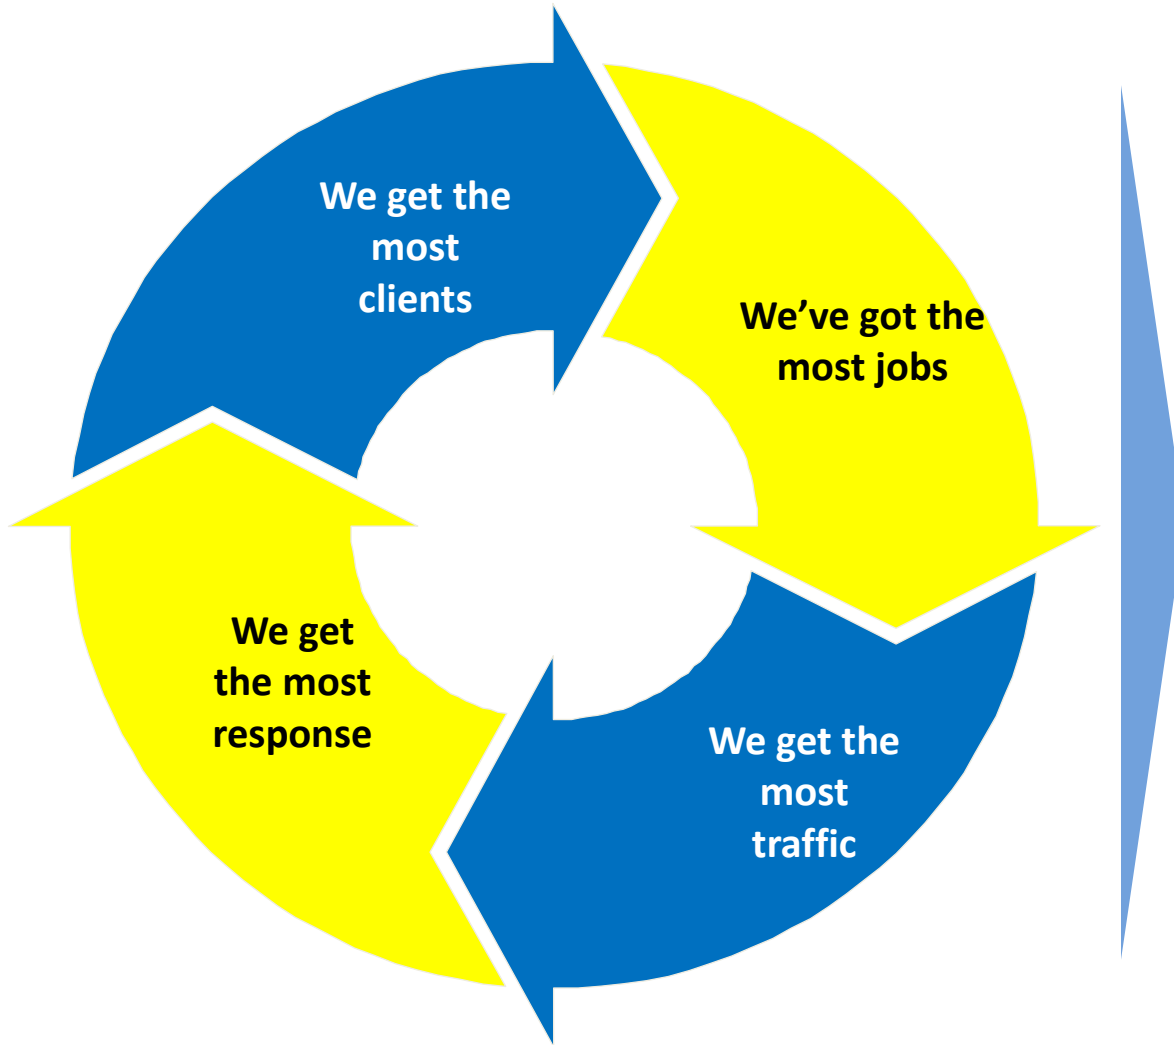 We get the
most
clients
We’ve got the
most jobs
We get the
most
traffic
We get
the most
response